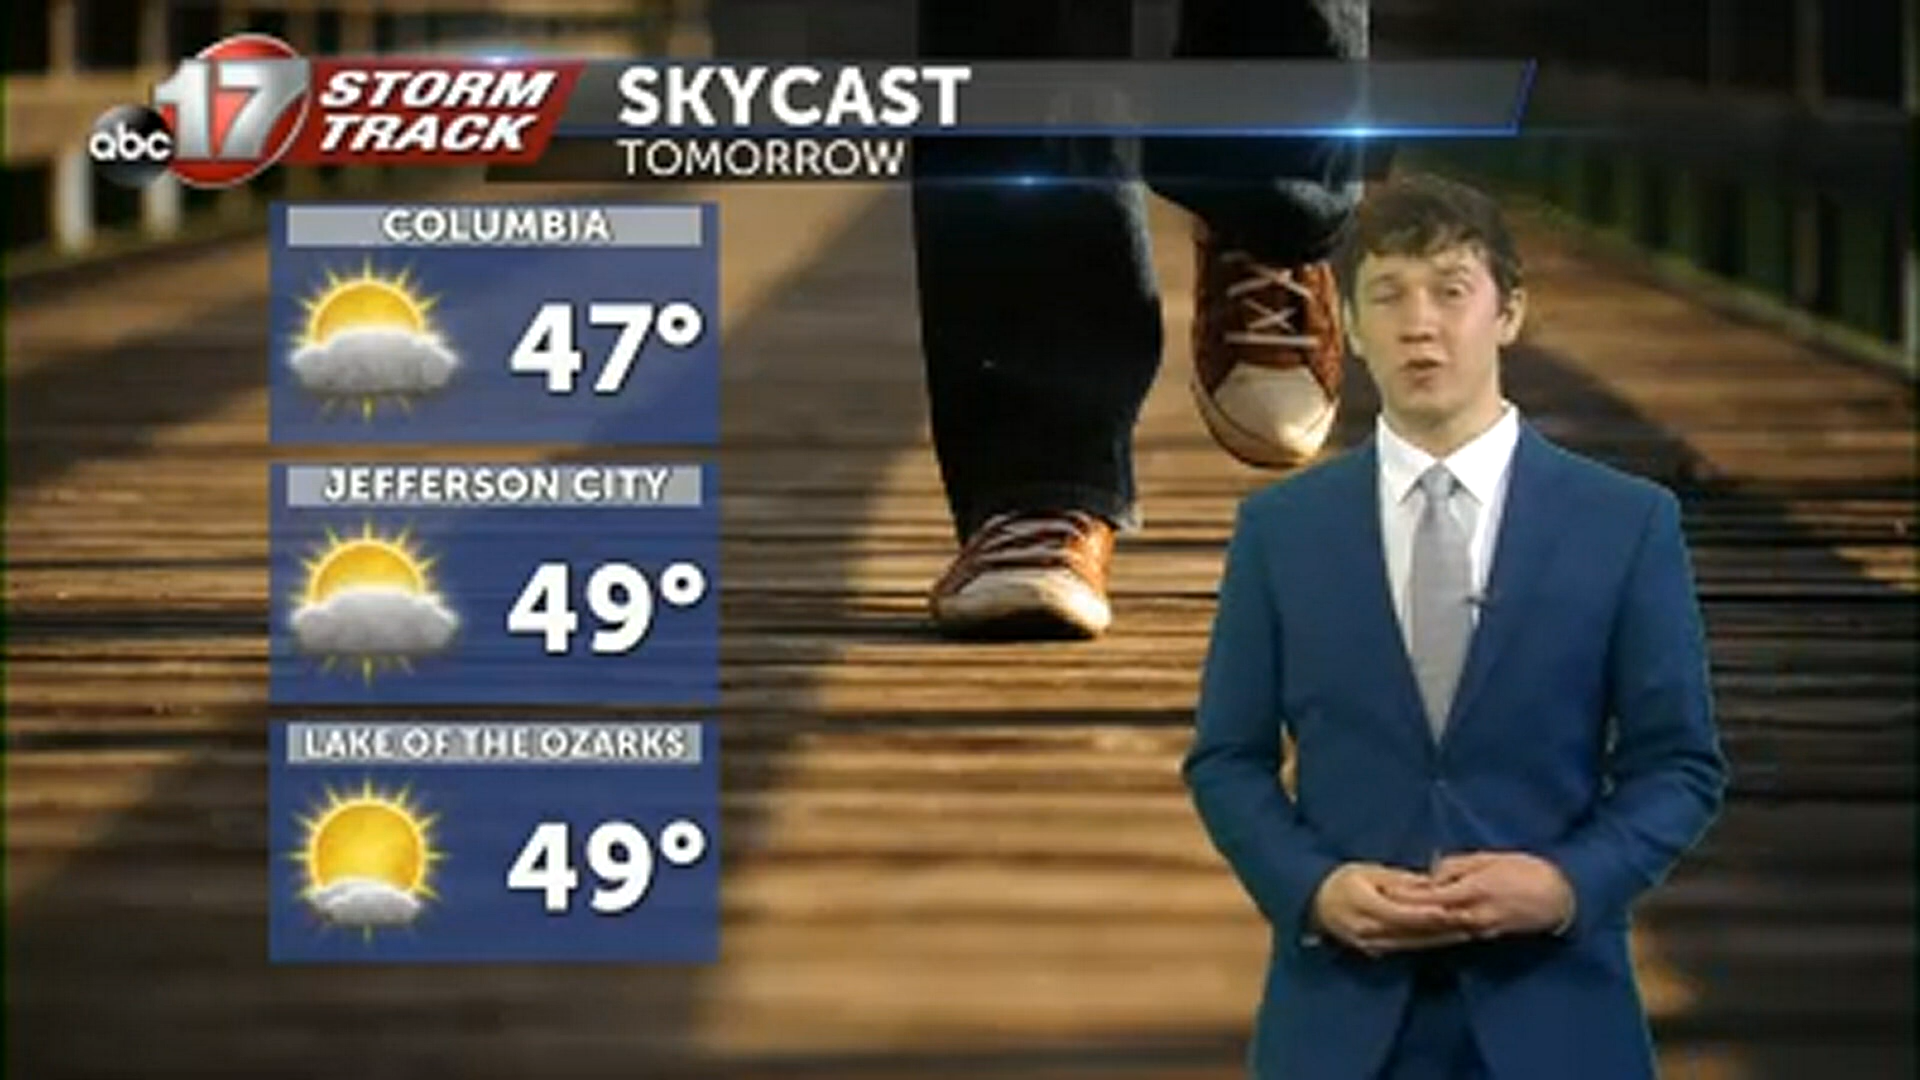 abc 17 STORM
TRACK
SKYCAST
TOMORROW
COLUMBIA
47°
JEFFERSON CITY
49°
LAKE OF THE OZARKS
49°